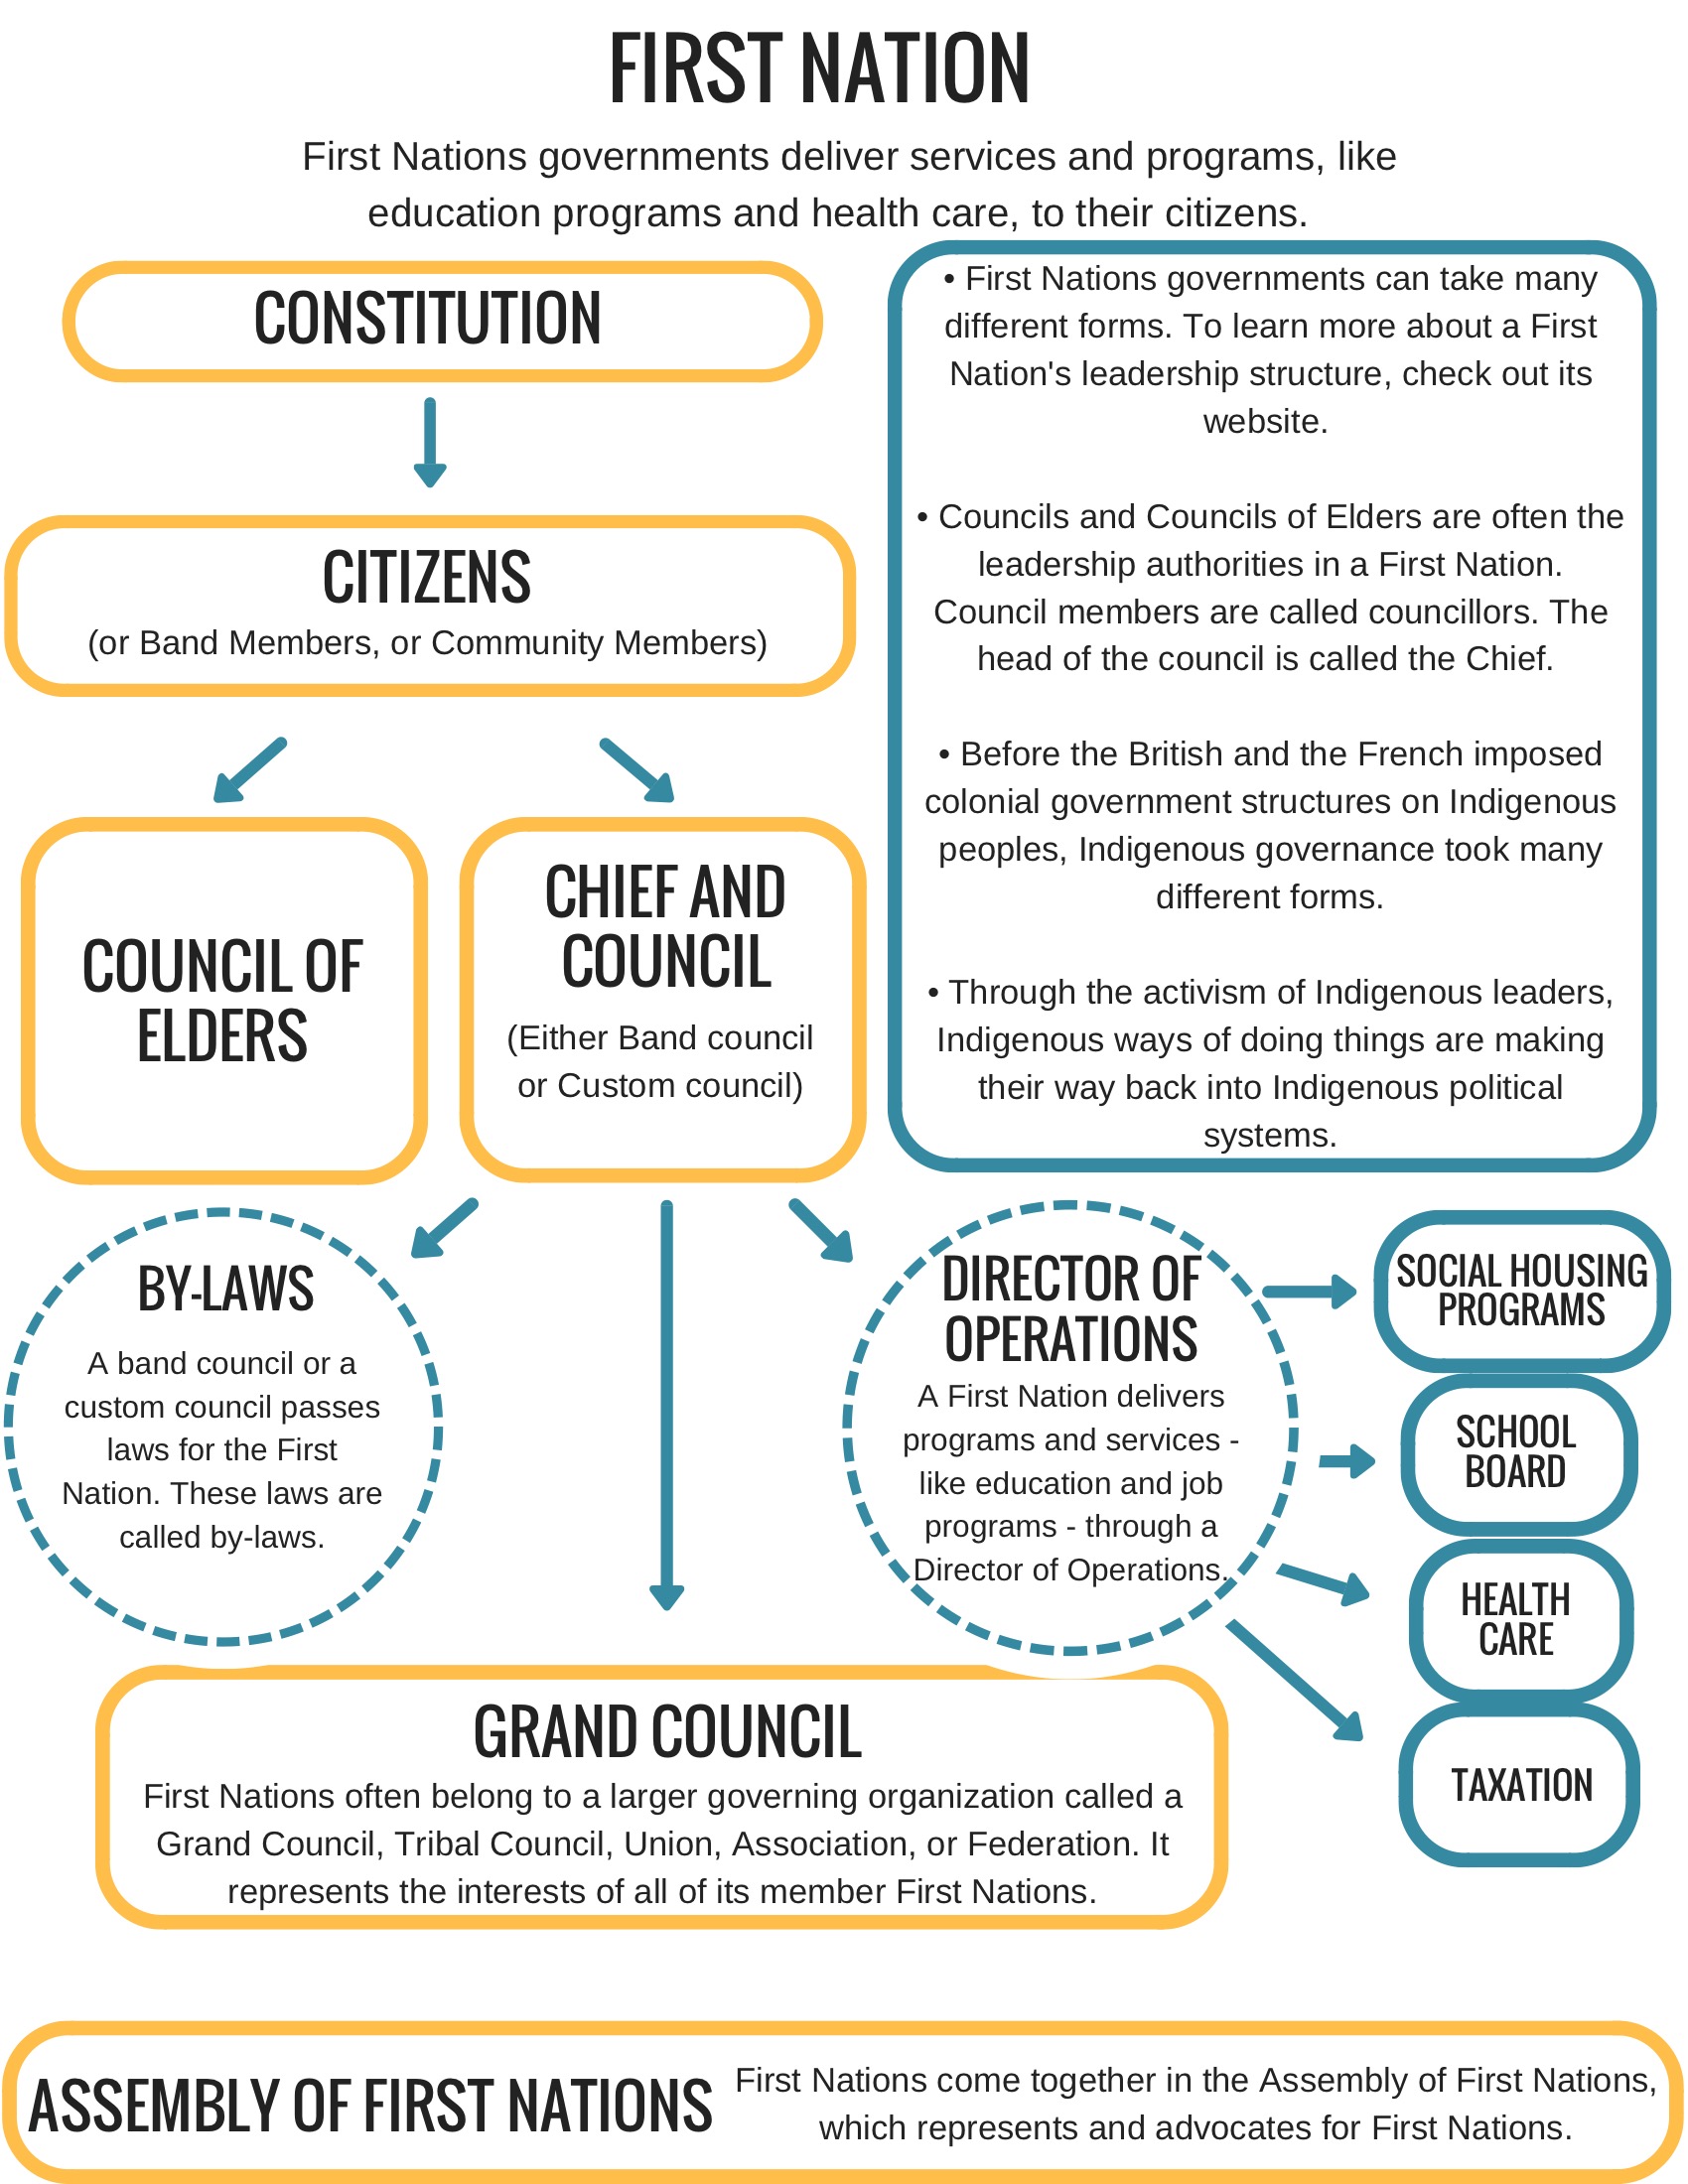 FIRST NATION
First Nations governments deliver services and programs, like
education programs and health care, to their citizens.
CONSTITUTION
CITIZENS
(or Band Members, or Community Members)
COUNCIL OF
ELDERS
CHIEF AND
COUNCIL
(Either Band council
or Custom council)
• First Nations governments can take many
different forms. To learn more about a First
Nation's leadership structure, check out its
website.
• Councils and Councils of Elders are often the
leadership authorities in a First Nation.
Council members are called councillors. The
head of the council is called the Chief.
• Before the British and the French imposed
colonial government structures on Indigenous
peoples, Indigenous governance took many
different forms.
• Through the activism of Indigenous leaders,
Indigenous ways of doing things are making
their way back into Indigenous political
systems.
BY-LAWS
A band council or a
custom council passes
laws for the First
Nation. These laws are
called by-laws.
DIRECTOR OF
OPERATIONS
A First Nation delivers
programs and services -
like education and job
programs - through a
Director of Operations.
SOCIAL HOUSING
PROGRAMS
SCHOOL
BOARD
HEALTH
CARE
TAXATION
GRAND COUNCIL
First Nations often belong to a larger governing organization called a
Grand Council, Tribal Council, Union, Association, or Federation. It
represents the interests of all of its member First Nations.
ASSEMBLY OF FIRST NATIONS
First Nations come together in the Assembly of First Nations,
which represents and advocates for First Nations.